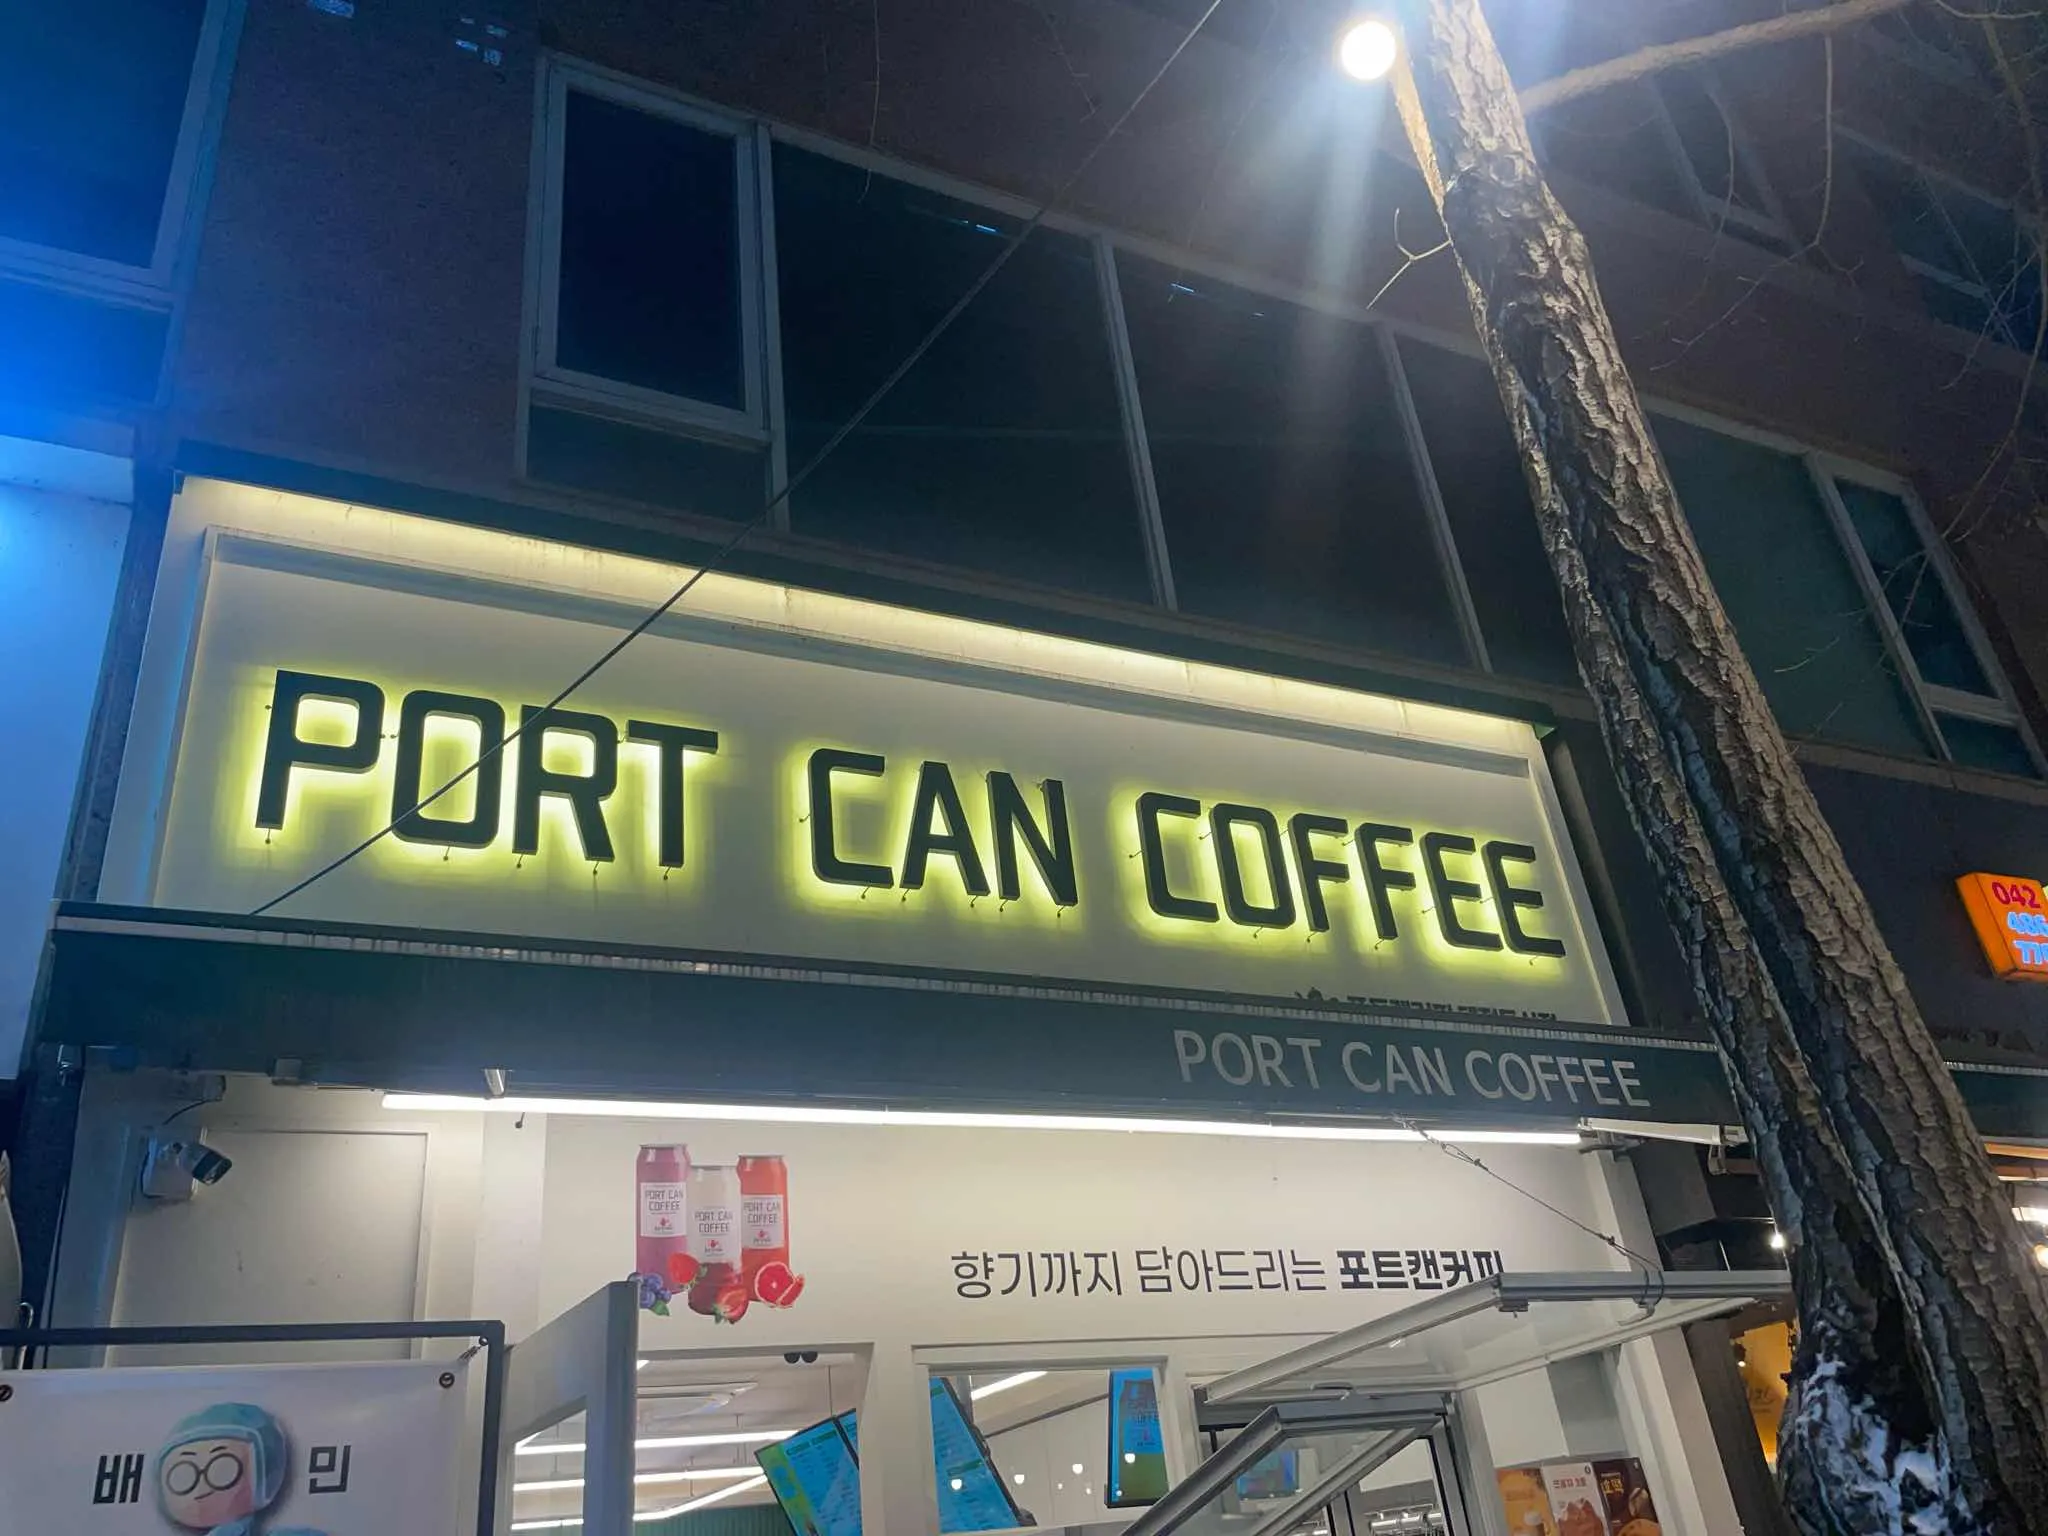 PORT CAN COFFEE
PORT CAN COFFEE
042
486
PORT CAN
COFFEE
PORT CAN
COFFEE
PORT CAN
COFFEE
향기까지 담아드리는 포트캔커피
배민